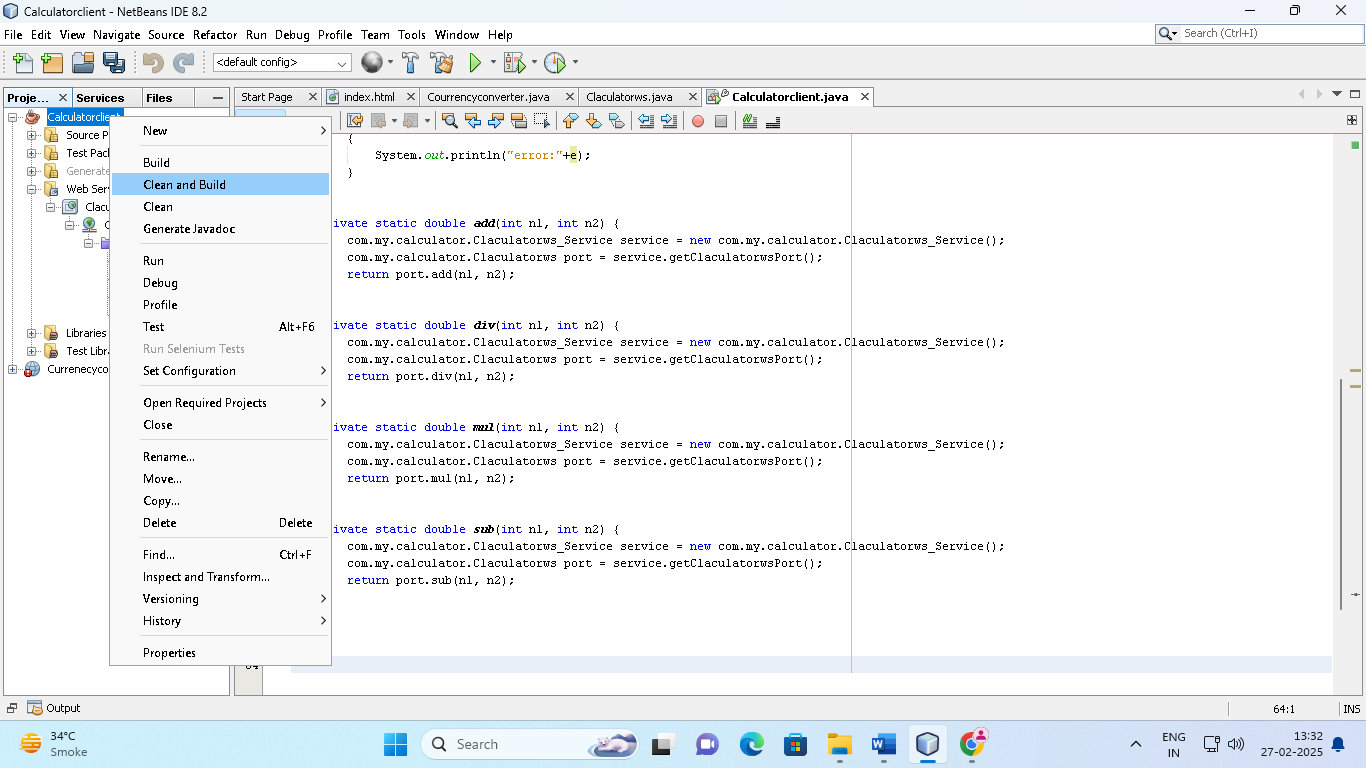 Calculatorclient - NetBeans IDE 8.2
File Edit View Navigate Source Refactor Run Debug Profile Team Tools Window Help
Search (Ctrl+I)
<default config>
Proje... Services Files
Start Page index.html Courrencyconverter.java Claculatorws.java Calculatorclient.java
Calculatorclient
Source P
Test Pack
Generate
Web Serv
Clacu
Libraries
Test Libra
Currenecyco
New
Build
Clean and Build
Clean
Generate Javadoc
Run
Debug
Profile
Test Alt+F6
Run Selenium Tests
Set Configuration
Open Required Projects
Close
Rename...
Move...
Copy...
Delete Delete
Find... Ctrl+F
Inspect and Transform...
Versioning
History
Properties
{
System.out.println("error:"+e);
}
ivate static double add(int n1, int n2) {
com.my.calculator.Claculatorws_Service service = new com.my.calculator.Claculatorws_Service();
com.my.calculator.Claculatorws port = service.getClaculatorwsPort();
return port.add(n1, n2);
ivate static double div(int n1, int n2) {
com.my.calculator.Claculatorws_Service service = new com.my.calculator.Claculatorws_Service();
com.my.calculator.Claculatorws port = service.getClaculatorwsPort();
return port.div(n1, n2);
ivate static double mul(int n1, int n2) {
com.my.calculator.Claculatorws_Service service = new com.my.calculator.Claculatorws_Service();
com.my.calculator.Claculatorws port = service.getClaculatorwsPort();
return port.mul(n1, n2);
ivate static double sub(int n1, int n2) {
com.my.calculator.Claculatorws_Service service = new com.my.calculator.Claculatorws_Service();
com.my.calculator.Claculatorws port = service.getClaculatorwsPort();
return port.sub(n1, n2);
64
Output
64:1 INS
34°C
Smoke
Search
ENG
IN
13:32
27-02-2025